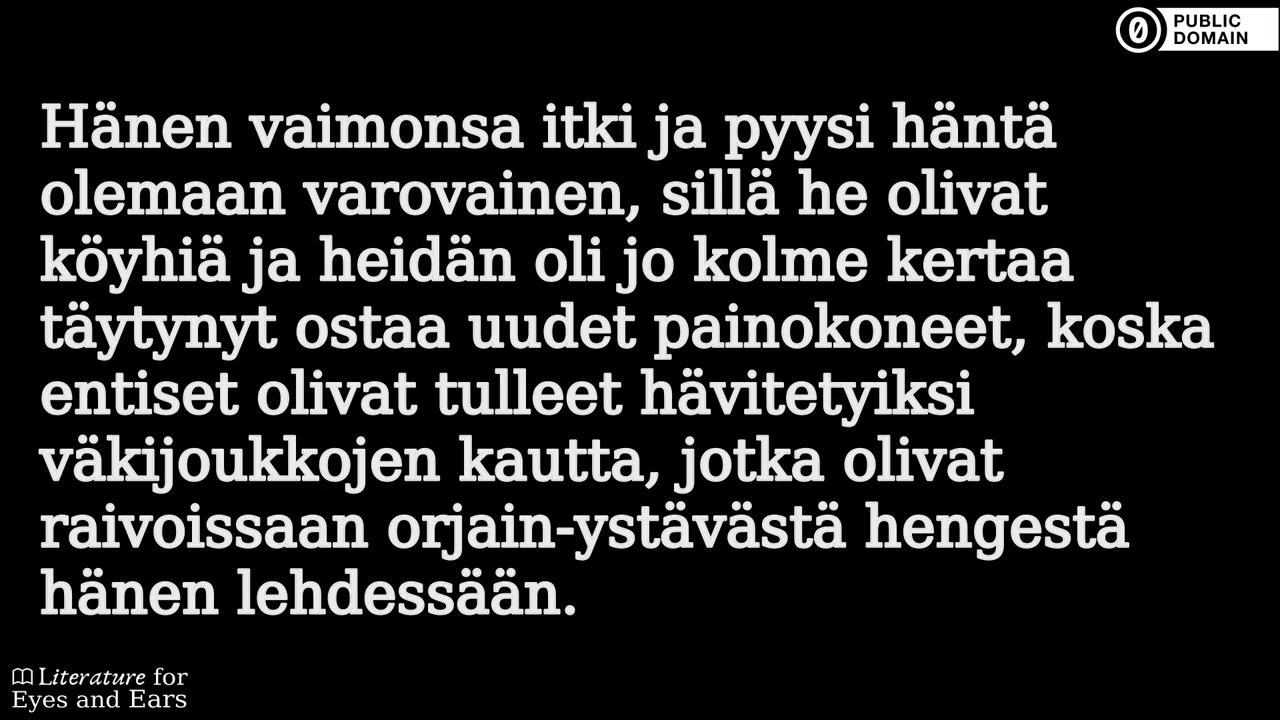 PUBLIC
DOMAIN
Hänen vaimonsa itki ja pyysi häntä
olemaan varovainen, sillä he olivat
köyhiä ja heidän oli jo kolme kertaa
täytynyt ostaa uudet painokoneet, koska
entiset olivat tulleet hävitetyiksi
väkijoukkojen kautta, jotka olivat
raivoissaan orjain-ystävästä hengestä
hänen lehdessään.
Literature for
Eyes and Ears